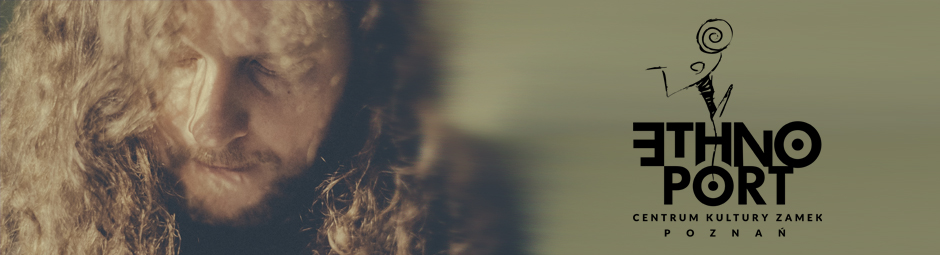 ETHNO
PORT
CENTRUM KULTURY ZAMEK
POZNAŃ